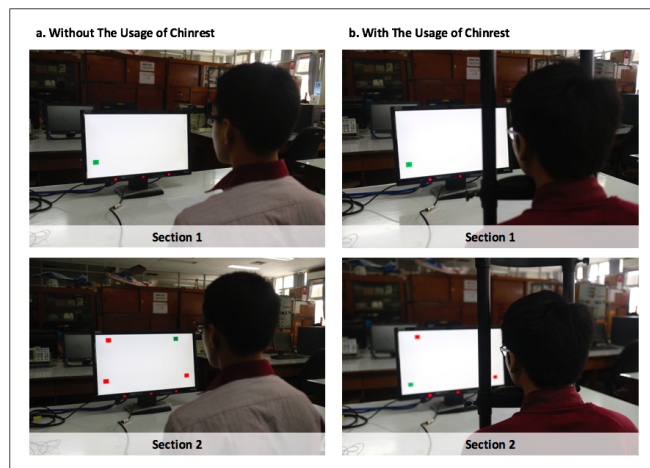 a. Without The Usage of Chinrest
b. With The Usage of Chinrest
Section 1
Section 1
Section 2
Section 2